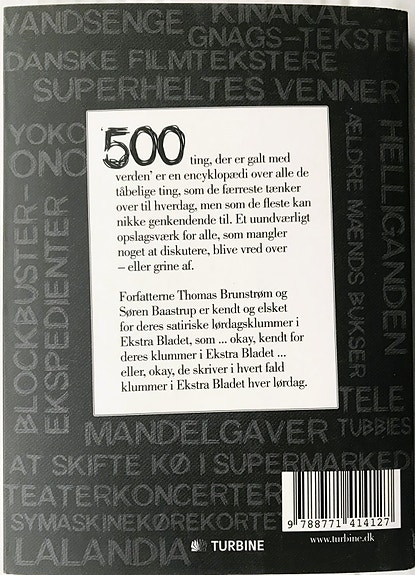 VANDSENGE KINAKAL
GNAGS-TEKSTE
DANSKE FILMTEKSTERE
SUPERHELTES VENNER
YOKO
ONO
BLOCKBUSTER-
EKSPEDIENTER
500 ting, der er galt med
verden’ er en encyklopædi over alle de
tåbelige ting, som de færreste tænker
over til hverdag, men som de fleste kan
nikke genkendende til. Et uundværligt
opslagsværk for alle, som mangler
noget at diskutere, blive vred over
– eller grine af.
Forfatterne Thomas Brunstrøm og
Søren Baastrup er kendt og elsket
for deres satiriske lørdagsklummer i
Ekstra Bladet, som ... okay, kendt for
deres klummer i Ekstra Bladet ...
eller, okay, de skriver i hvert fald
klummer i Ekstra Bladet hver lørdag.
ÆLDRE MÆNDS BUKSER
HELLIGANDEN
TELE
TUBBIES
MANDELGAVER
AT SKIFTE KØ I SUPERMARKED
TEATERKONCERTER
SYMASKINEKØREKORTE
LALANDIA
TURBINE
9 788771 414127
www.turbine.dk